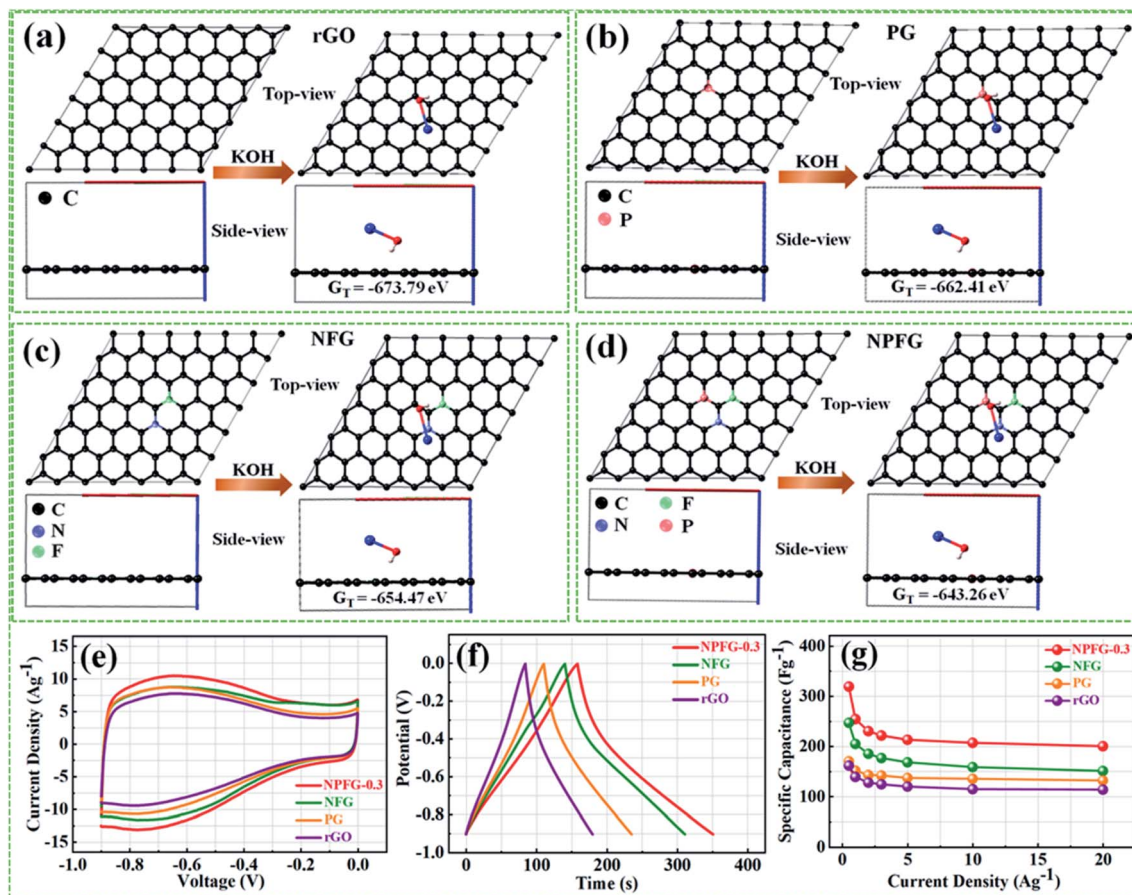 (a)
rGO
Top-view
KOH
C
Side-view
G_T = -673.79 eV
(b)
PG
Top-view
KOH
C
P
Side-view
G_T = -662.41 eV
(c)
NFG
Top-view
KOH
C
N
F
Side-view
G_T = -654.47 eV
(d)
NPFG
Top-view
KOH
C F
N P
Side-view
G_T = -643.26 eV
(e)
Current Density (Ag⁻¹)
15
10
5
0
-5
-10
-15
NPFG-0.3
NFG
PG
rGO
-1.0 -0.8 -0.6 -0.4 -0.2 0.0
Voltage (V)
(f)
NPFG-0.3
NFG
PG
rGO
Potential (V)
0.0
-0.2
-0.4
-0.6
-0.8
-1.0
0 100 200 300 400
Time (s)
(g)
NPFG-0.3
NFG
PG
rGO
Specific Capacitance (Fg⁻¹)
400
300
200
100
0
0 5 10 15 20
Current Density (Ag⁻¹)